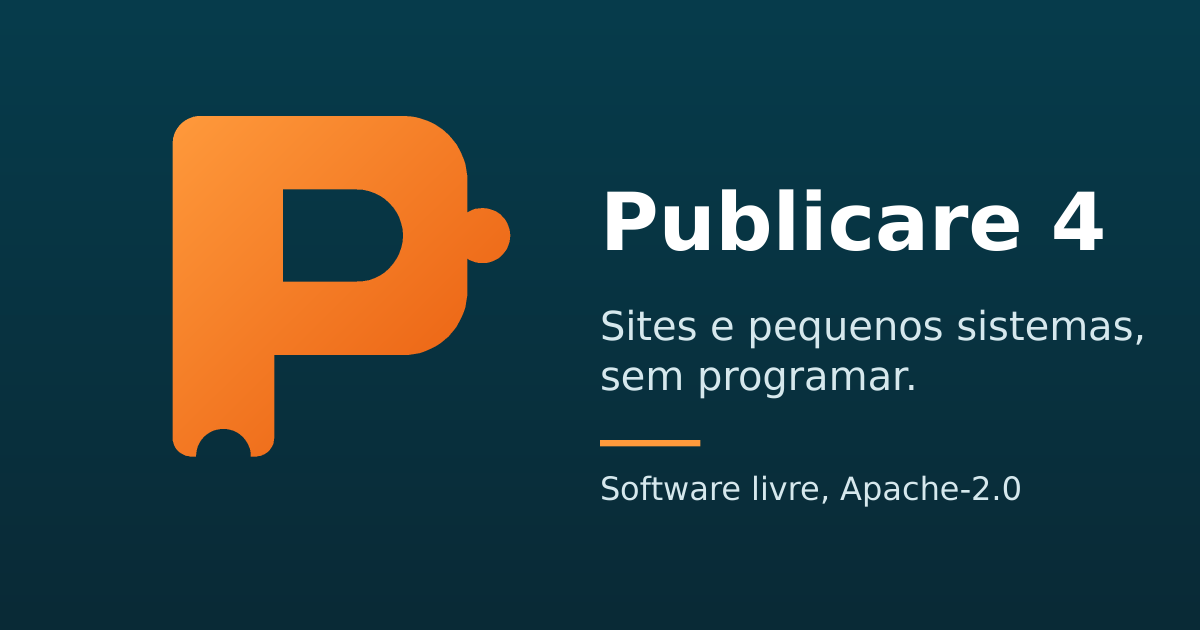 Publicare 4
Sites e pequenos sistemas,
sem programar.
Software livre, Apache-2.0